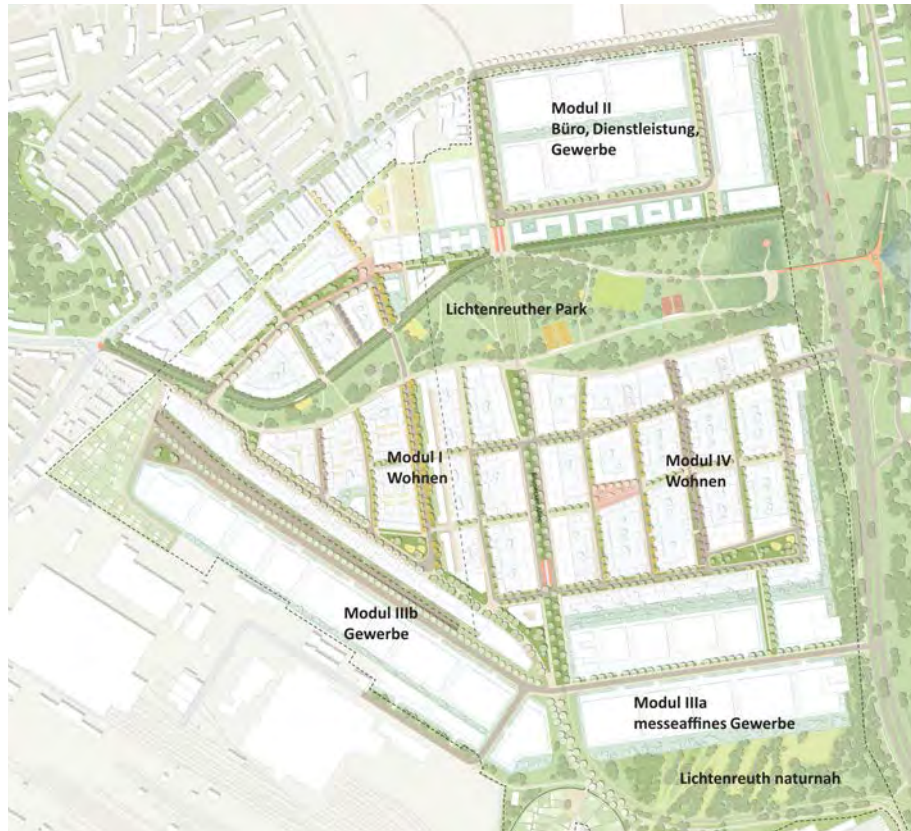 Modul II
Büro, Dienstleistung,
Gewerbe
Lichtenreuther Park
Modul I
Wohnen
Modul IV
Wohnen
Modul IIIb
Gewerbe
Modul IIIa
messeaffines Gewerbe
Lichtenreuth naturnah